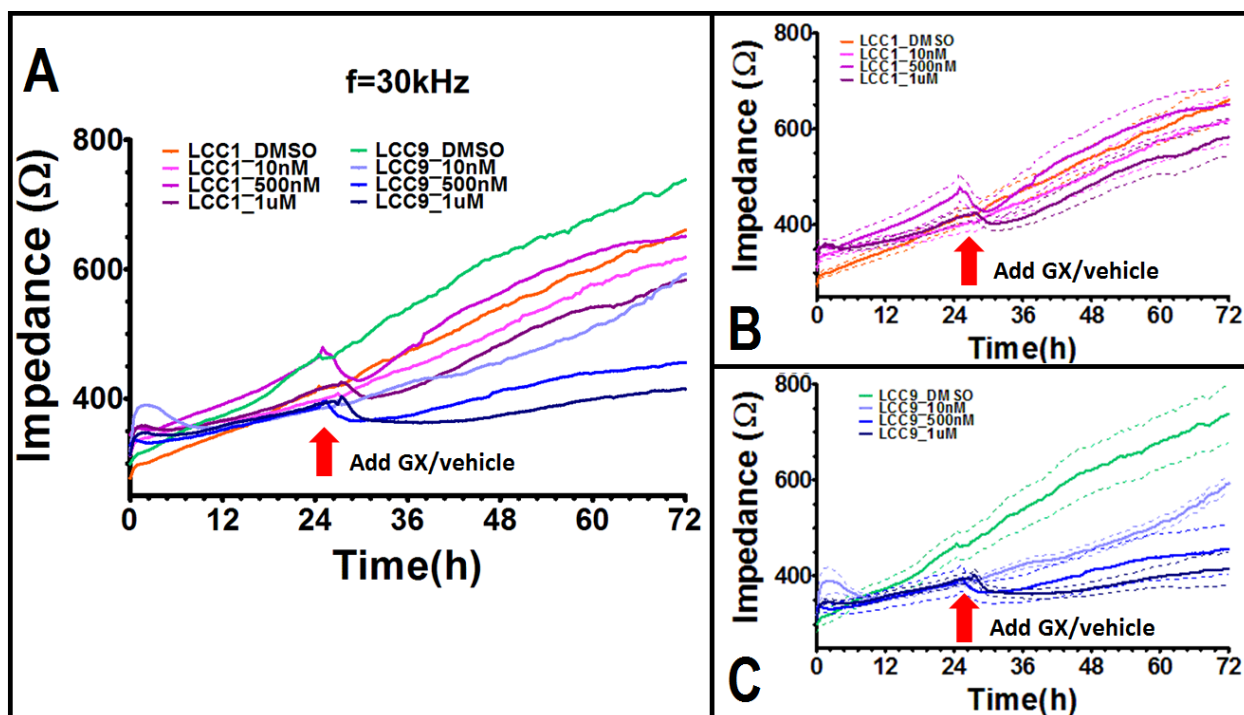 A
f=30kHz
Impedance (Ω)
800
600
400
LCC1_DMSO
LCC1_10nM
LCC1_500nM
LCC1_1uM
LCC9_DMSO
LCC9_10nM
LCC9_500nM
LCC9_1uM
Add GX/vehicle
0 12 24 36 48 60 72
Time(h)
B
Impedance (Ω)
800
600
400
LCC1_DMSO
LCC1_10nM
LCC1_500nM
LCC1_1uM
Add GX/vehicle
0 12 24 36 48 60 72
Time(h)
C
Impedance (Ω)
800
600
400
LCC9_DMSO
LCC9_10nM
LCC9_500nM
LCC9_1uM
Add GX/vehicle
0 12 24 36 48 60 72
Time(h)